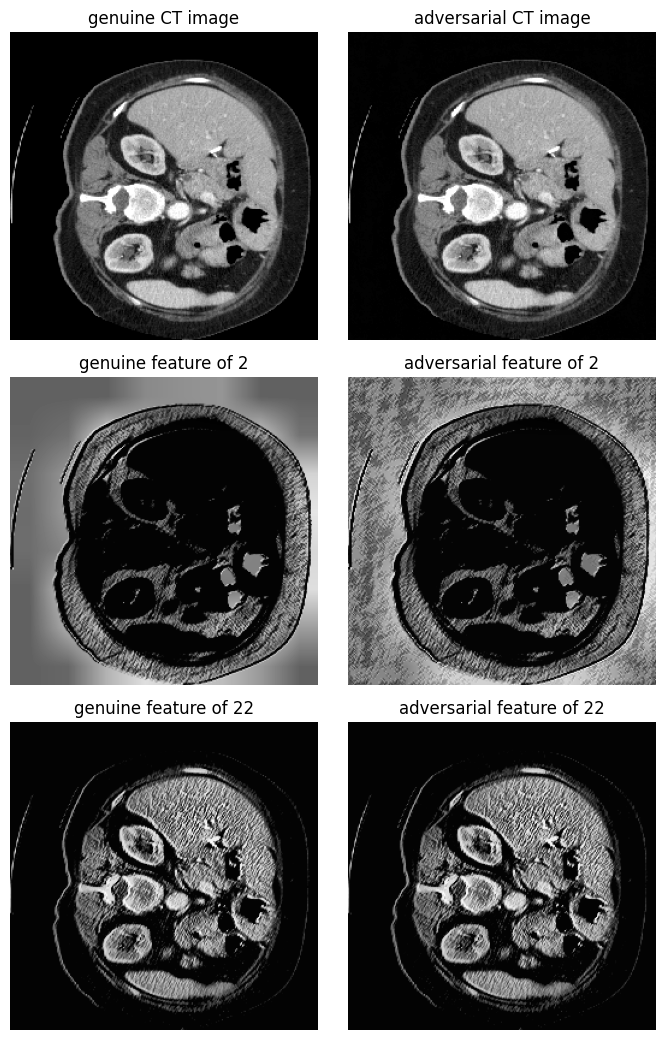 genuine CT image
adversarial CT image
genuine feature of 2
adversarial feature of 2
genuine feature of 22
adversarial feature of 22